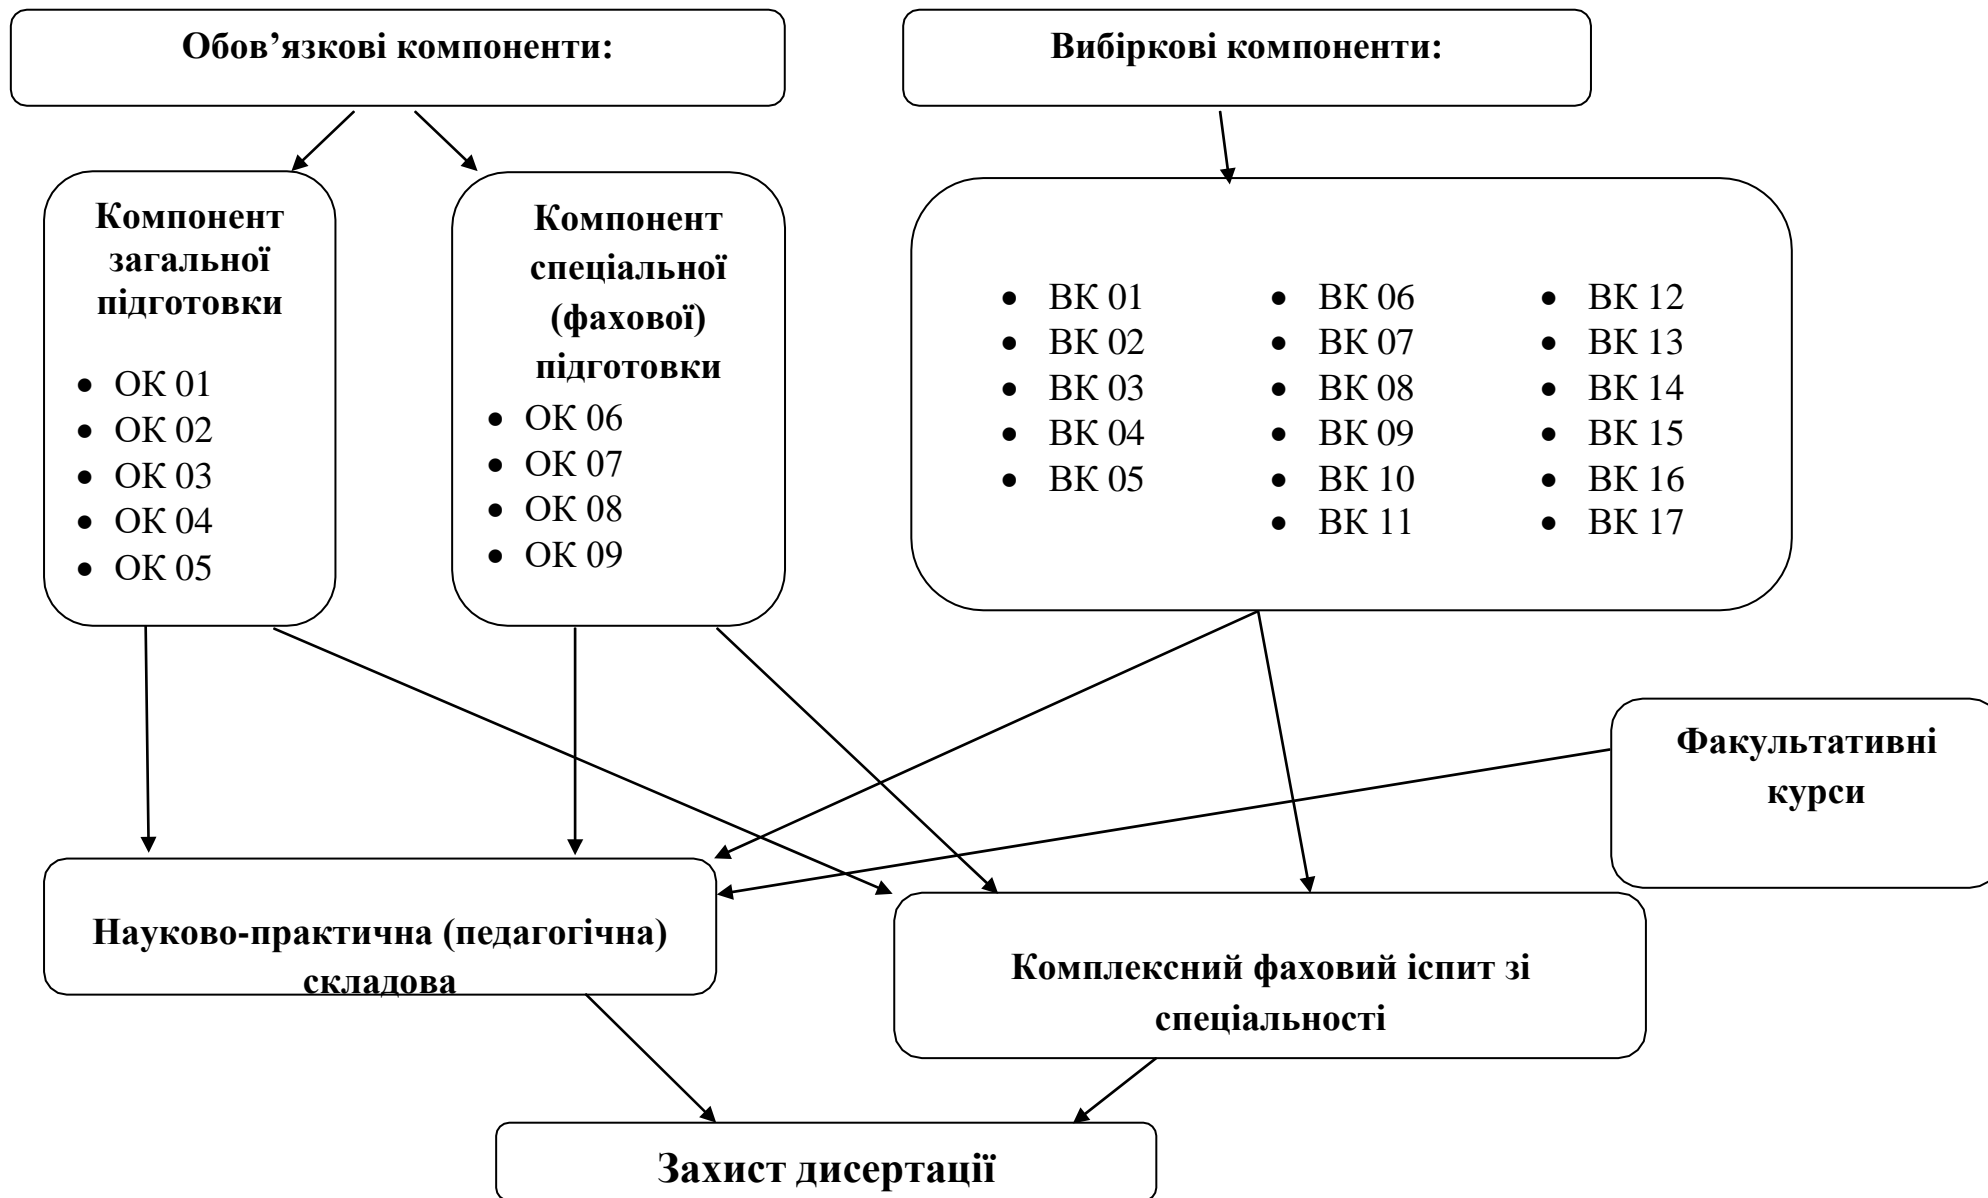 Обов’язкові компоненти:
Вибіркові компоненти:
Компонент
загальної
підготовки
• ОК 01
• ОК 02
• ОК 03
• ОК 04
• ОК 05
Компонент
спеціальної
(фахової)
підготовки
• ОК 06
• ОК 07
• ОК 08
• ОК 09
• ВК 01
• ВК 02
• ВК 03
• ВК 04
• ВК 05
• ВК 06
• ВК 07
• ВК 08
• ВК 09
• ВК 10
• ВК 11
• ВК 12
• ВК 13
• ВК 14
• ВК 15
• ВК 16
• ВК 17
Факультативні
курси
Науково-практична (педагогічна)
складова
Комплексний фаховий іспит зі
спеціальності
Захист дисертації